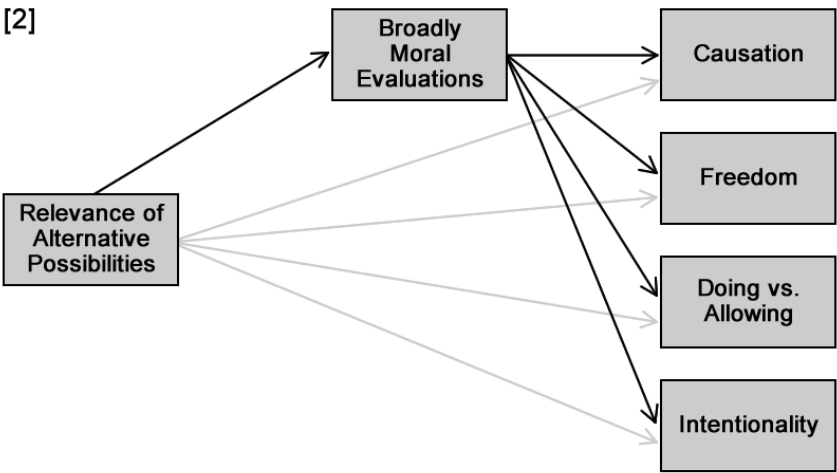 [2]
Broadly
Moral
Evaluations
Causation
Freedom
Relevance of
Alternative
Possibilities
Doing vs.
Allowing
Intentionality